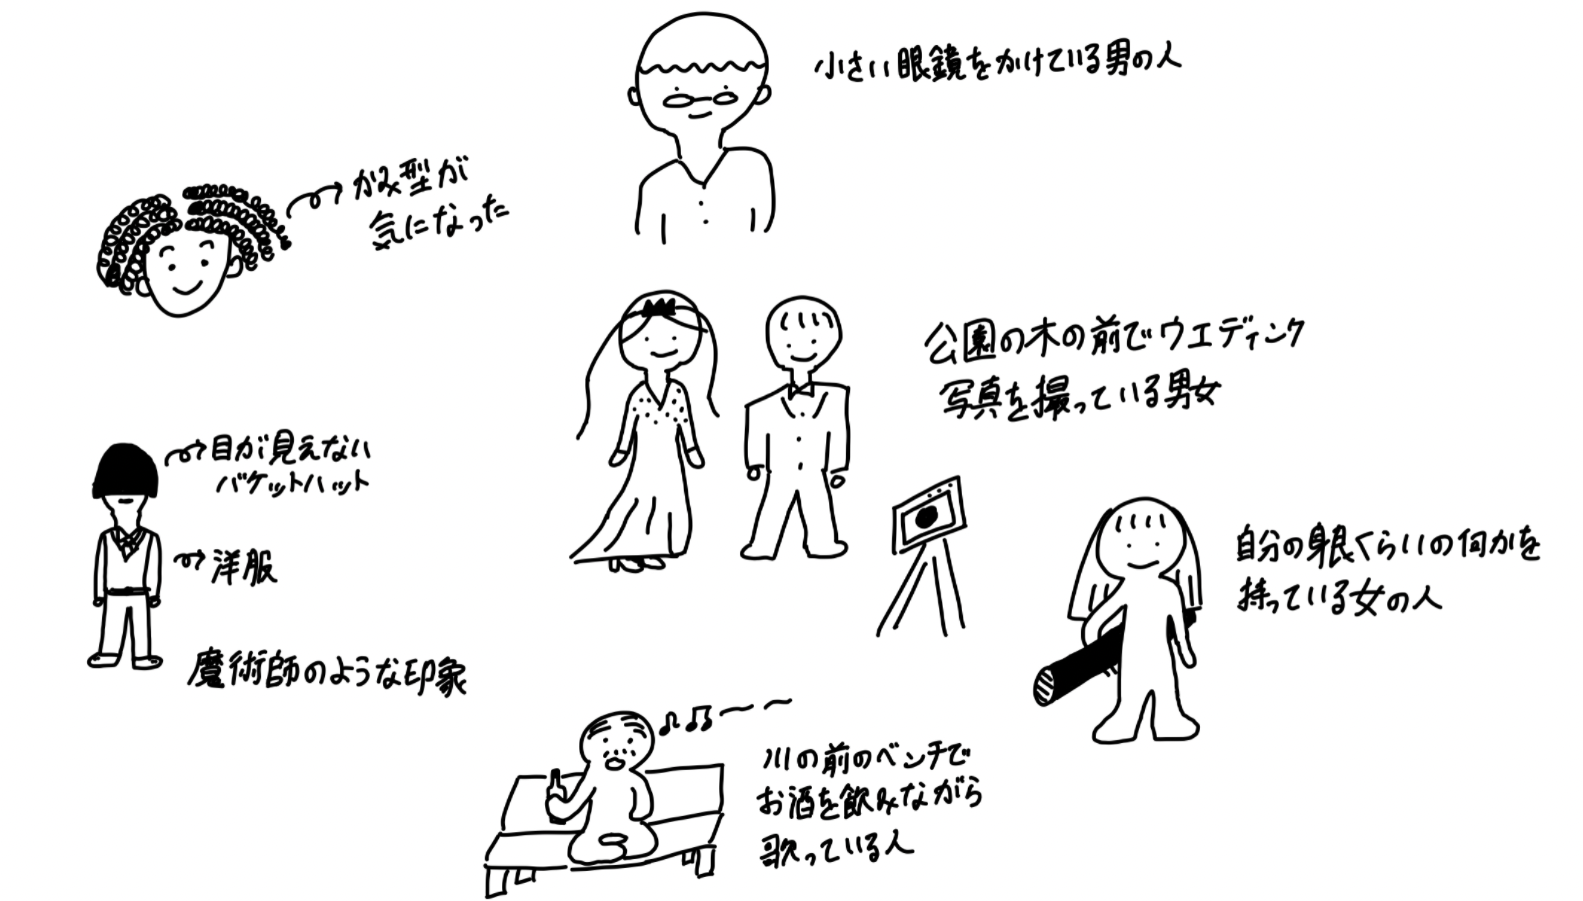 小さい眼鏡をかけている男の人
かみ型が
気になった
公園の木の前でウエディング
写真を撮っている男女
目が見えない
バケットハット
洋服
魔術師のような印象
自分の身長くらいの何かを
持っている女の人
川の前のベンチで
お酒を飲みながら
歌っている人